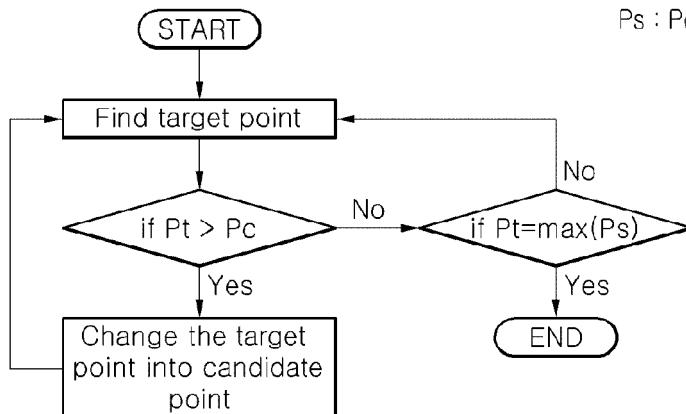 START
Ps : P
Find target point
No
if Pt > Pc
No
if Pt=max(Ps)
Yes
Yes
Change the target
point into candidate
point
END